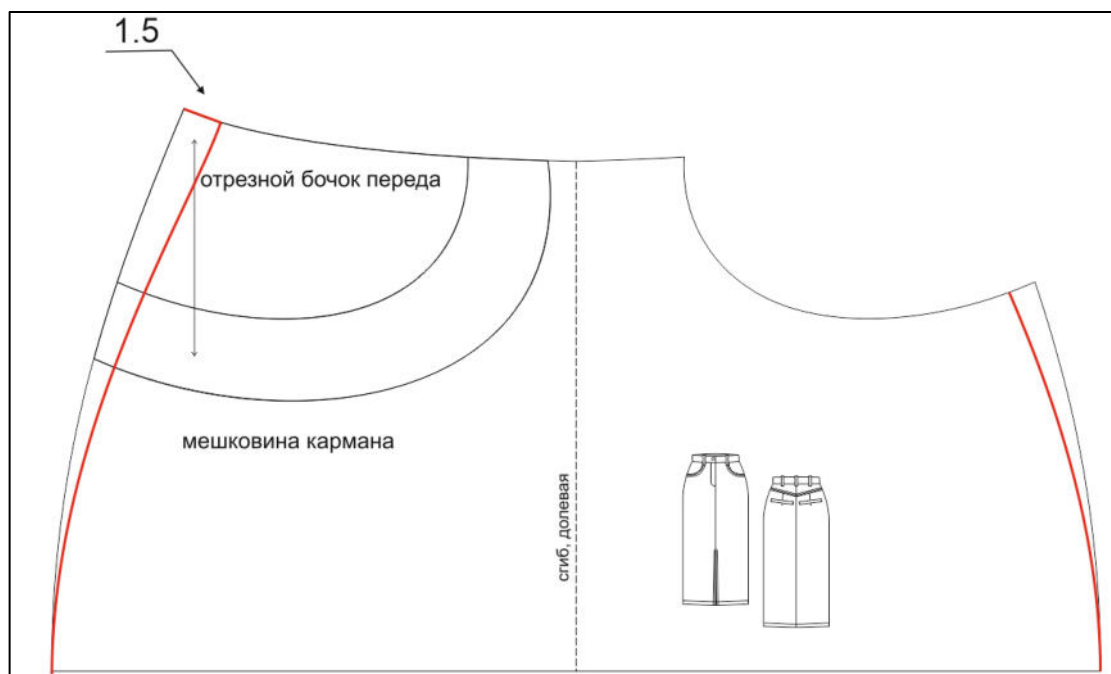 1.5
отрезной бочок переда
мешковина кармана
сгиб, долевая